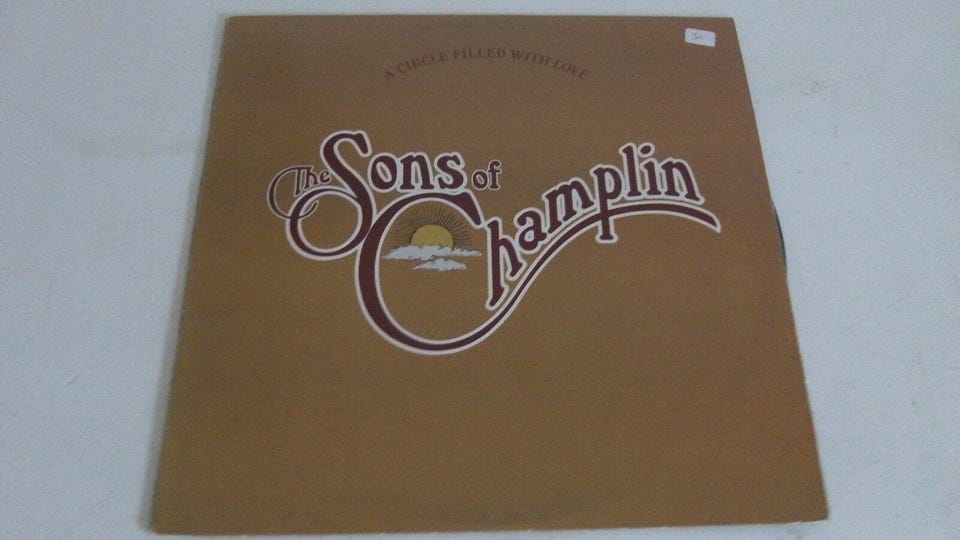 A CIRCLE FILLED WITH LOVE
The Sons of
Champlin